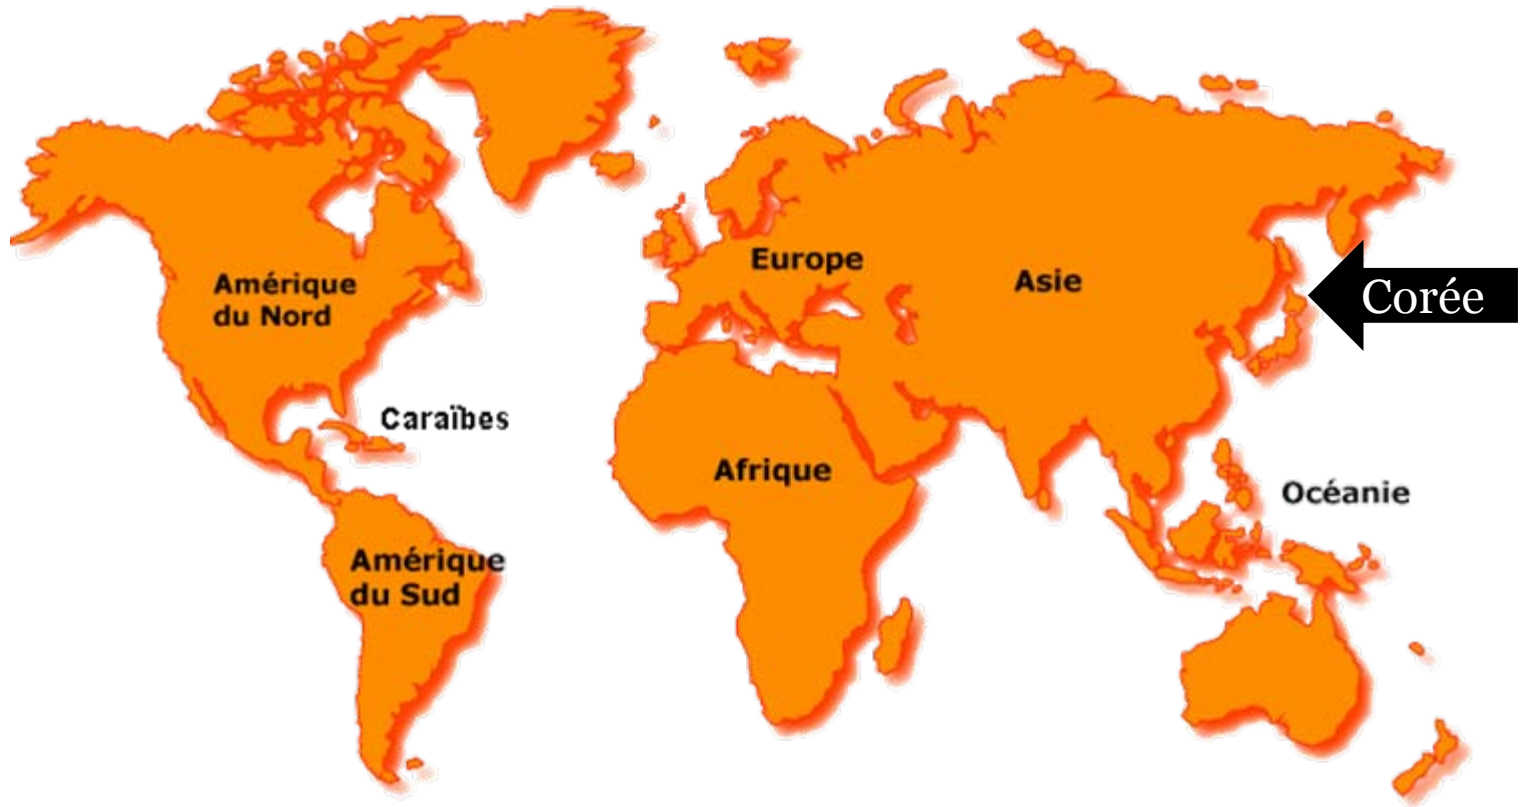 Corée
Europe
Asie
Amérique
du Nord
Caraïbes
Afrique
Océanie
Amérique
du Sud